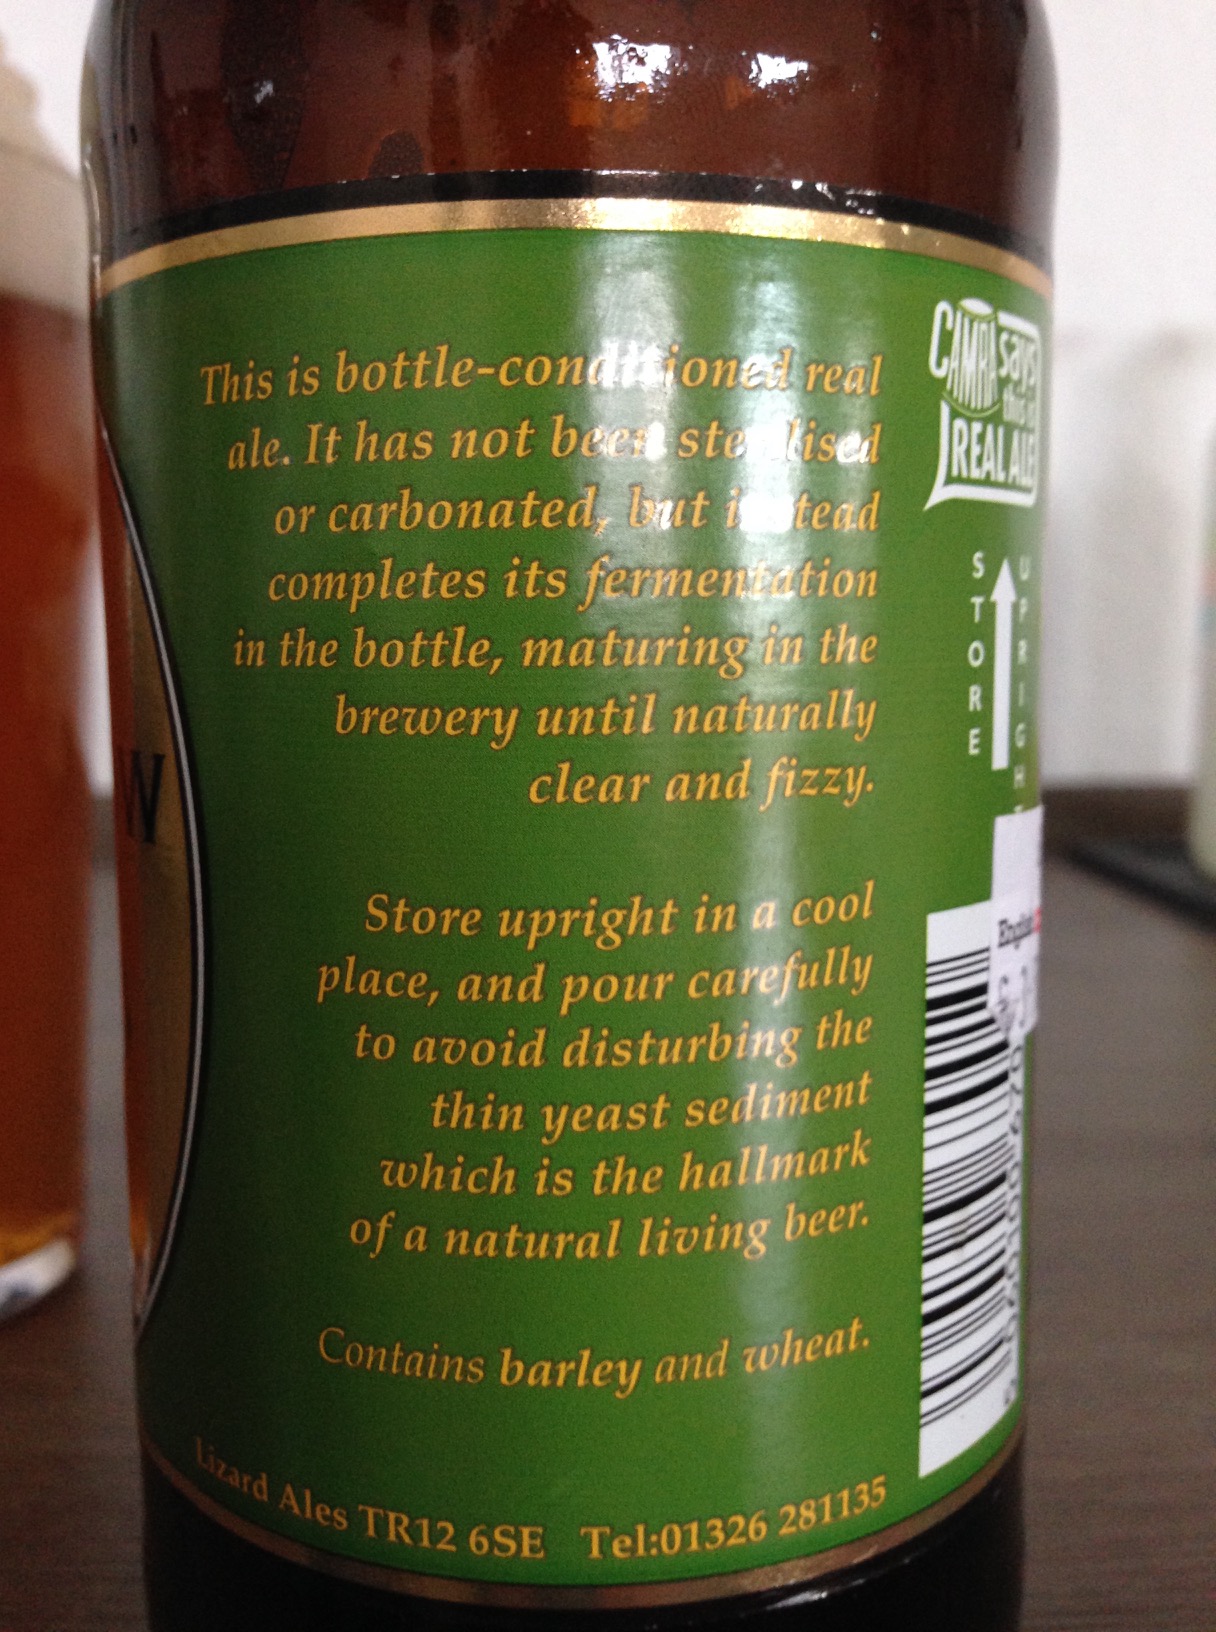 This is bottle-conditioned real
ale. It has not been sterilised
or carbonated, but instead
completes its fermentation
in the bottle, maturing in the
brewery until naturally
clear and fizzy.
Store upright in a cool
place, and pour carefully
to avoid disturbing the
thin yeast sediment
which is the hallmark
of a natural living beer.
Contains barley and wheat.
Lizard Ales TR12 6SE Tel:01326 281135
CAMRA says
this is
REAL ALE
STORE
UPRIGHT
English
W